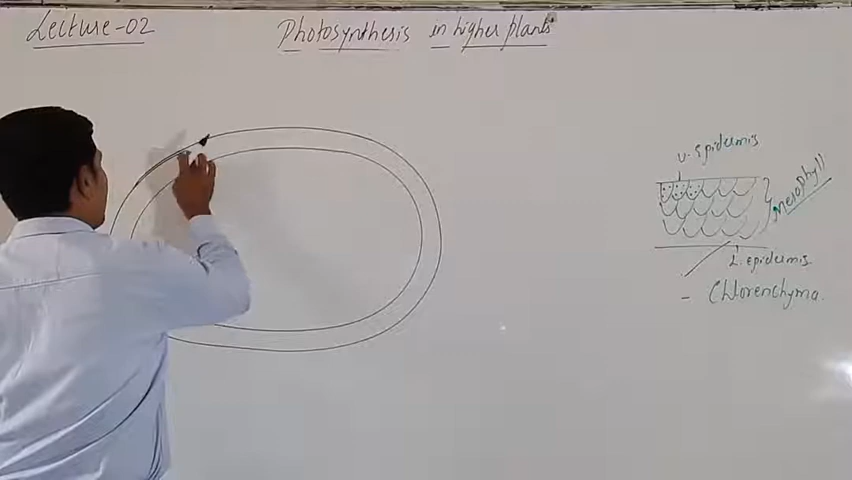 Lecture-02
Photosynthesis in higher plants
U. Epidermis
Mesophyll
L. epidermis
- Chlorenchyma.